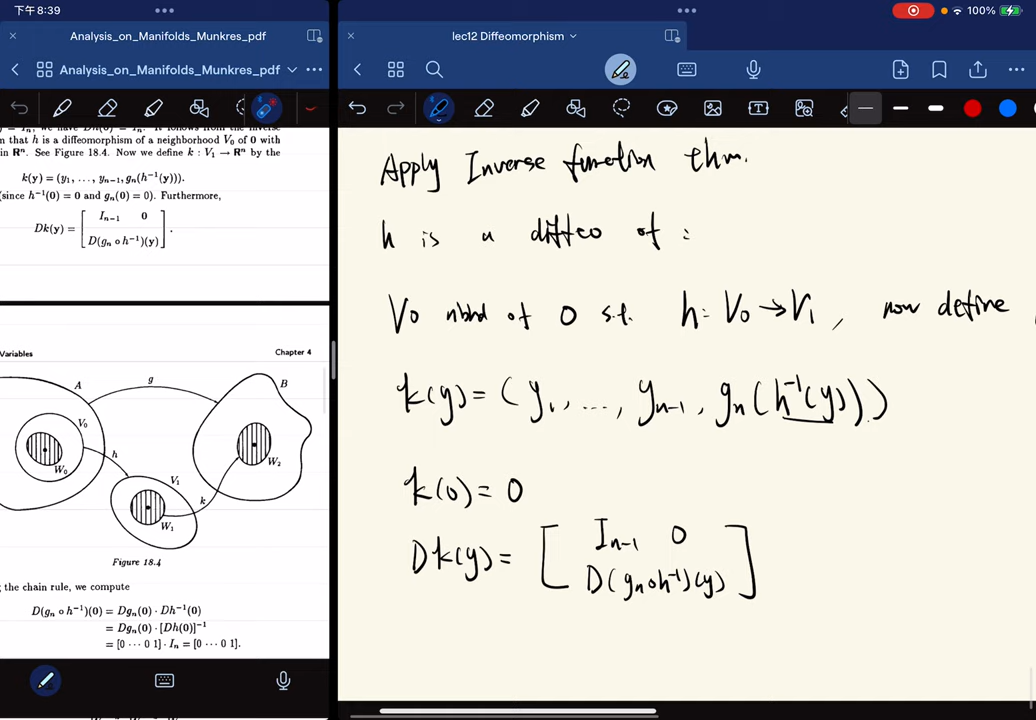 下午8:39
100%
Analysis_on_Manifolds_Munkres_pdf
lec12 Diffeomorphism
Analysis_on_Manifolds_Munkres_pdf
n that h is a diffeomorphism of a neighborhood V₀ of 0 with
in Rⁿ. See Figure 18.4. Now we define k : V₁ → Rⁿ by the
k(y) = (y₁, . . . , yₙ₋₁, gₙ(h⁻¹(y))).
(since h⁻¹(0) = 0 and gₙ(0) = 0). Furthermore,
Dk(y) = [ Iₙ₋₁ 0
D(gₙ ∘ h⁻¹)(y) ] .
Variables
Chapter 4
A
g
B
V₀
W₀
h
V₁
W₁
k
W₂
Figure 18.4
g the chain rule, we compute
D(gₙ ∘ h⁻¹)(0) = Dgₙ(0) · Dh⁻¹(0)
= Dgₙ(0) · [Dh(0)]⁻¹
= [0 ··· 0 1] · Iₙ = [0 ··· 0 1].
Apply Inverse function thm.
h is a diffeo of :
V₀ nbhd of 0 s.t. h: V₀ → V₁, now define
k(y) = (y₁, ..., yₙ₋₁, gₙ(h⁻¹(y)))
k(0) = 0
Dk(y) = [ Iₙ₋₁ 0
D(gₙ∘h⁻¹)(y) ]